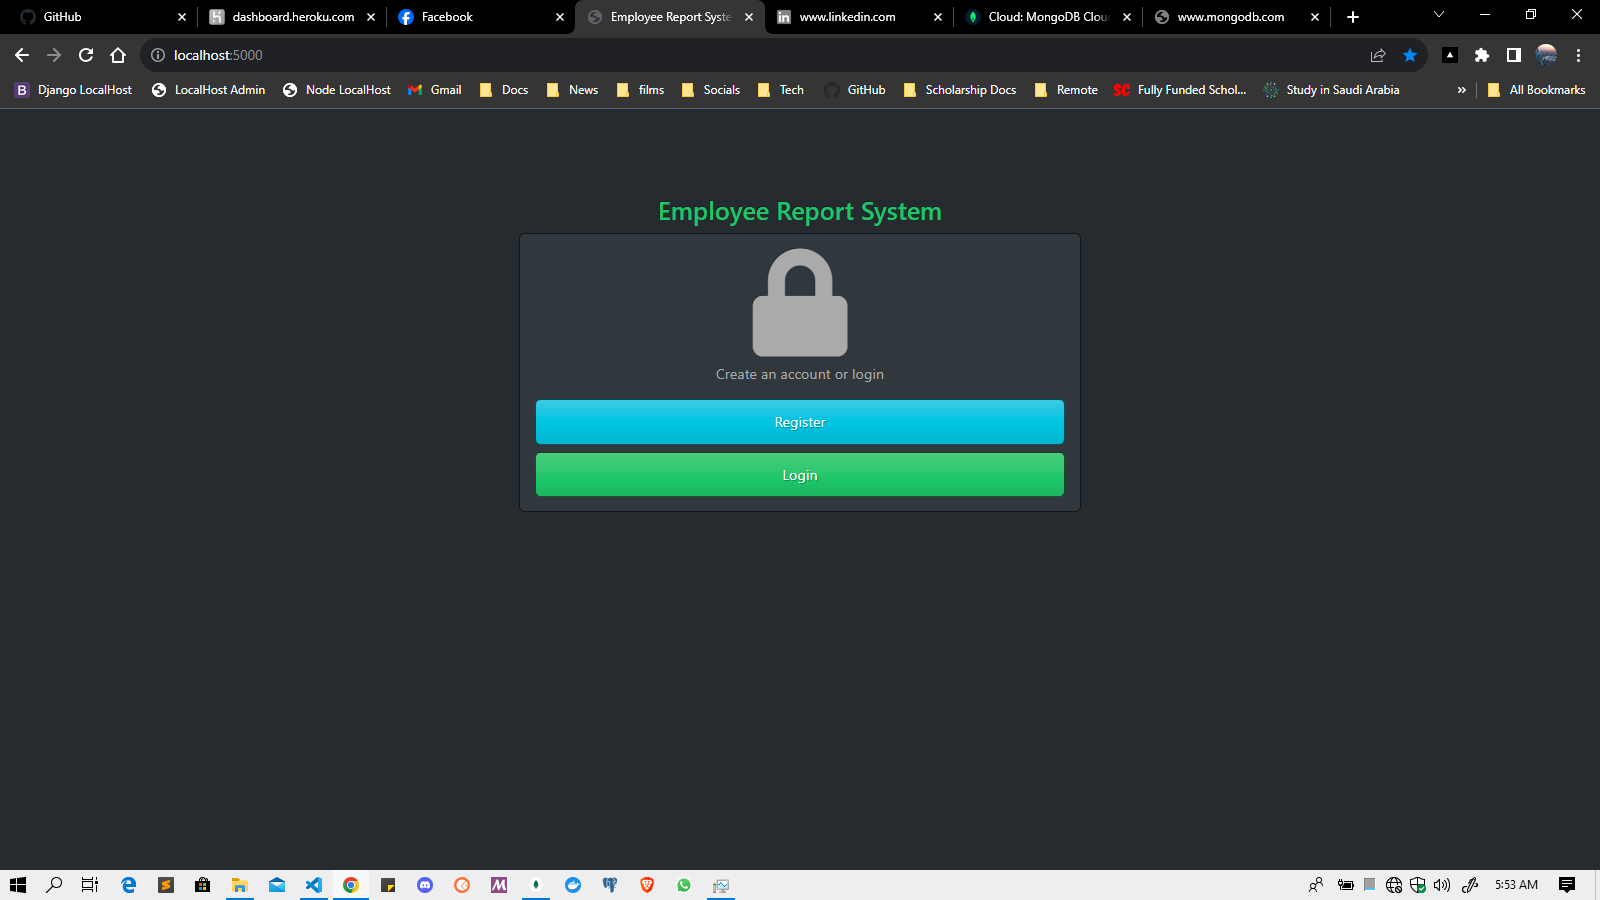 GitHub
dashboard.heroku.com
Facebook
Employee Report Syste
www.linkedin.com
Cloud: MongoDB Clou
www.mongodb.com
localhost:5000
B Django LocalHost
LocalHost Admin
Node LocalHost
Gmail
Docs
News
films
Socials
Tech
GitHub
Scholarship Docs
Remote
SC Fully Funded Schol...
Study in Saudi Arabia
»
All Bookmarks
Employee Report System
Create an account or login
Register
Login
5:53 AM